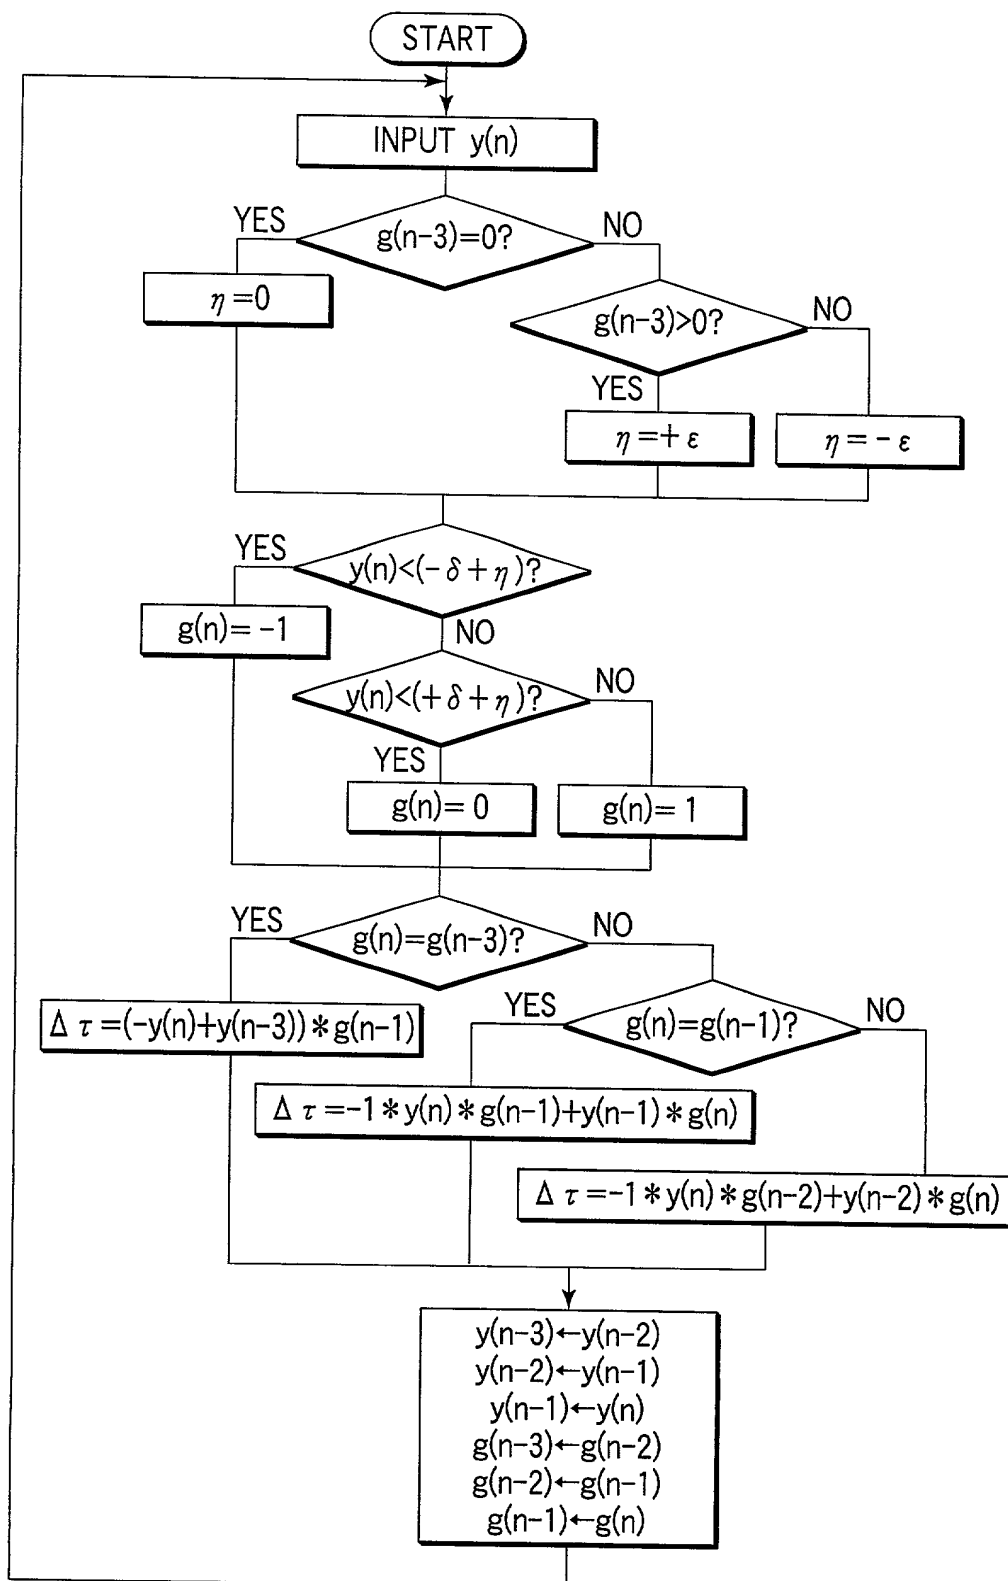 START
INPUT y(n)
YES
g(n-3)=0?
NO
η=0
g(n-3)>0?
NO
YES
η=+ε
η=-ε
YES
y(n)<(-δ+η)?
g(n)=-1
NO
y(n)<(+δ+η)?
NO
YES
g(n)=0
g(n)=1
YES
g(n)=g(n-3)?
NO
Δτ=(-y(n)+y(n-3))*g(n-1)
YES
g(n)=g(n-1)?
NO
Δτ=-1*y(n)*g(n-1)+y(n-1)*g(n)
Δτ=-1*y(n)*g(n-2)+y(n-2)*g(n)
y(n-3)←y(n-2)
y(n-2)←y(n-1)
y(n-1)←y(n)
g(n-3)←g(n-2)
g(n-2)←g(n-1)
g(n-1)←g(n)